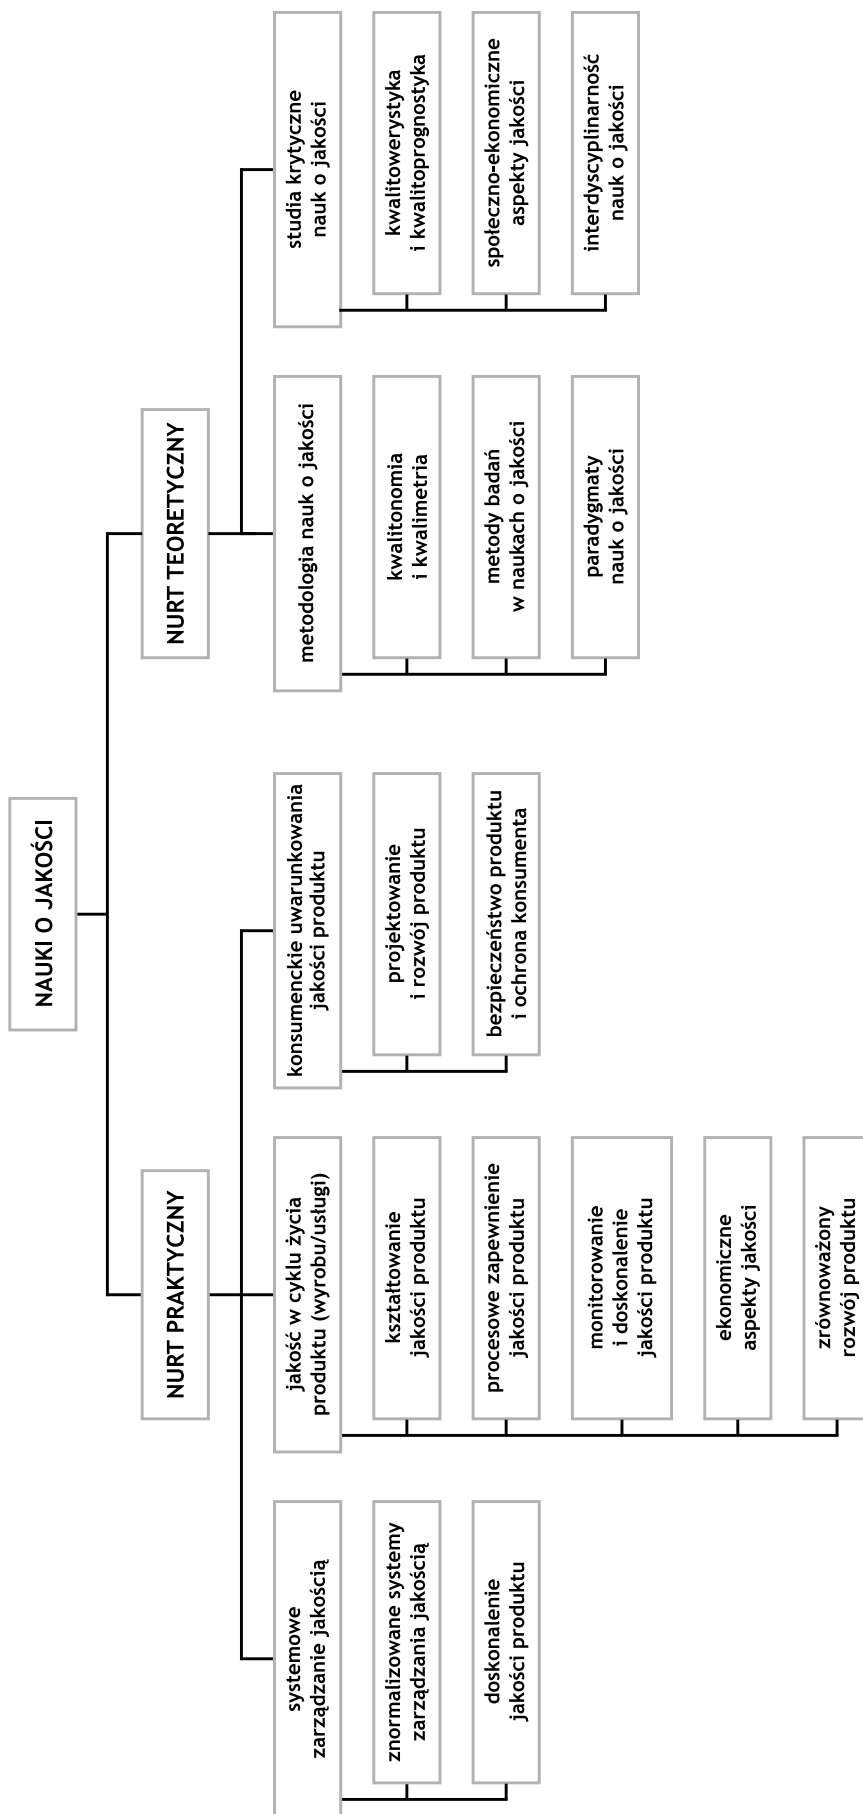 NAUKI O JAKOŚCI
NURT PRAKTYCZNY
NURT TEORETYCZNY
systemowe
zarządzanie jakością
znormalizowane systemy
zarządzania jakością
doskonalenie
jakości produktu
jakość w cyklu życia
produktu (wyrobu/usługi)
kształtowanie
jakości produktu
procesowe zapewnienie
jakości produktu
monitorowanie
i doskonalenie
jakości produktu
ekonomiczne
aspekty jakości
zrównoważony
rozwój produktu
konsumenckie uwarunkowania
jakości produktu
projektowanie
i rozwój produktu
bezpieczeństwo produktu
i ochrona konsumenta
metodologia nauk o jakości
kwalitonomia
i kwalimetria
metody badań
w naukach o jakości
paradygmaty
nauk o jakości
studia krytyczne
nauk o jakości
kwalitowerystyka
i kwalitoprognostyka
społeczno-ekonomiczne
aspekty jakości
interdyscyplinarność
nauk o jakości